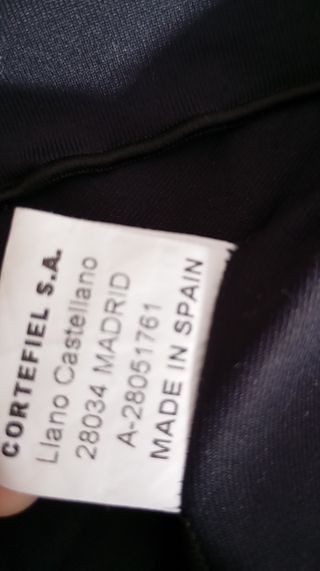 CORTEFIEL S.A.
Llano Castellano
28034 MADRID
A-28051761
MADE IN SPAIN